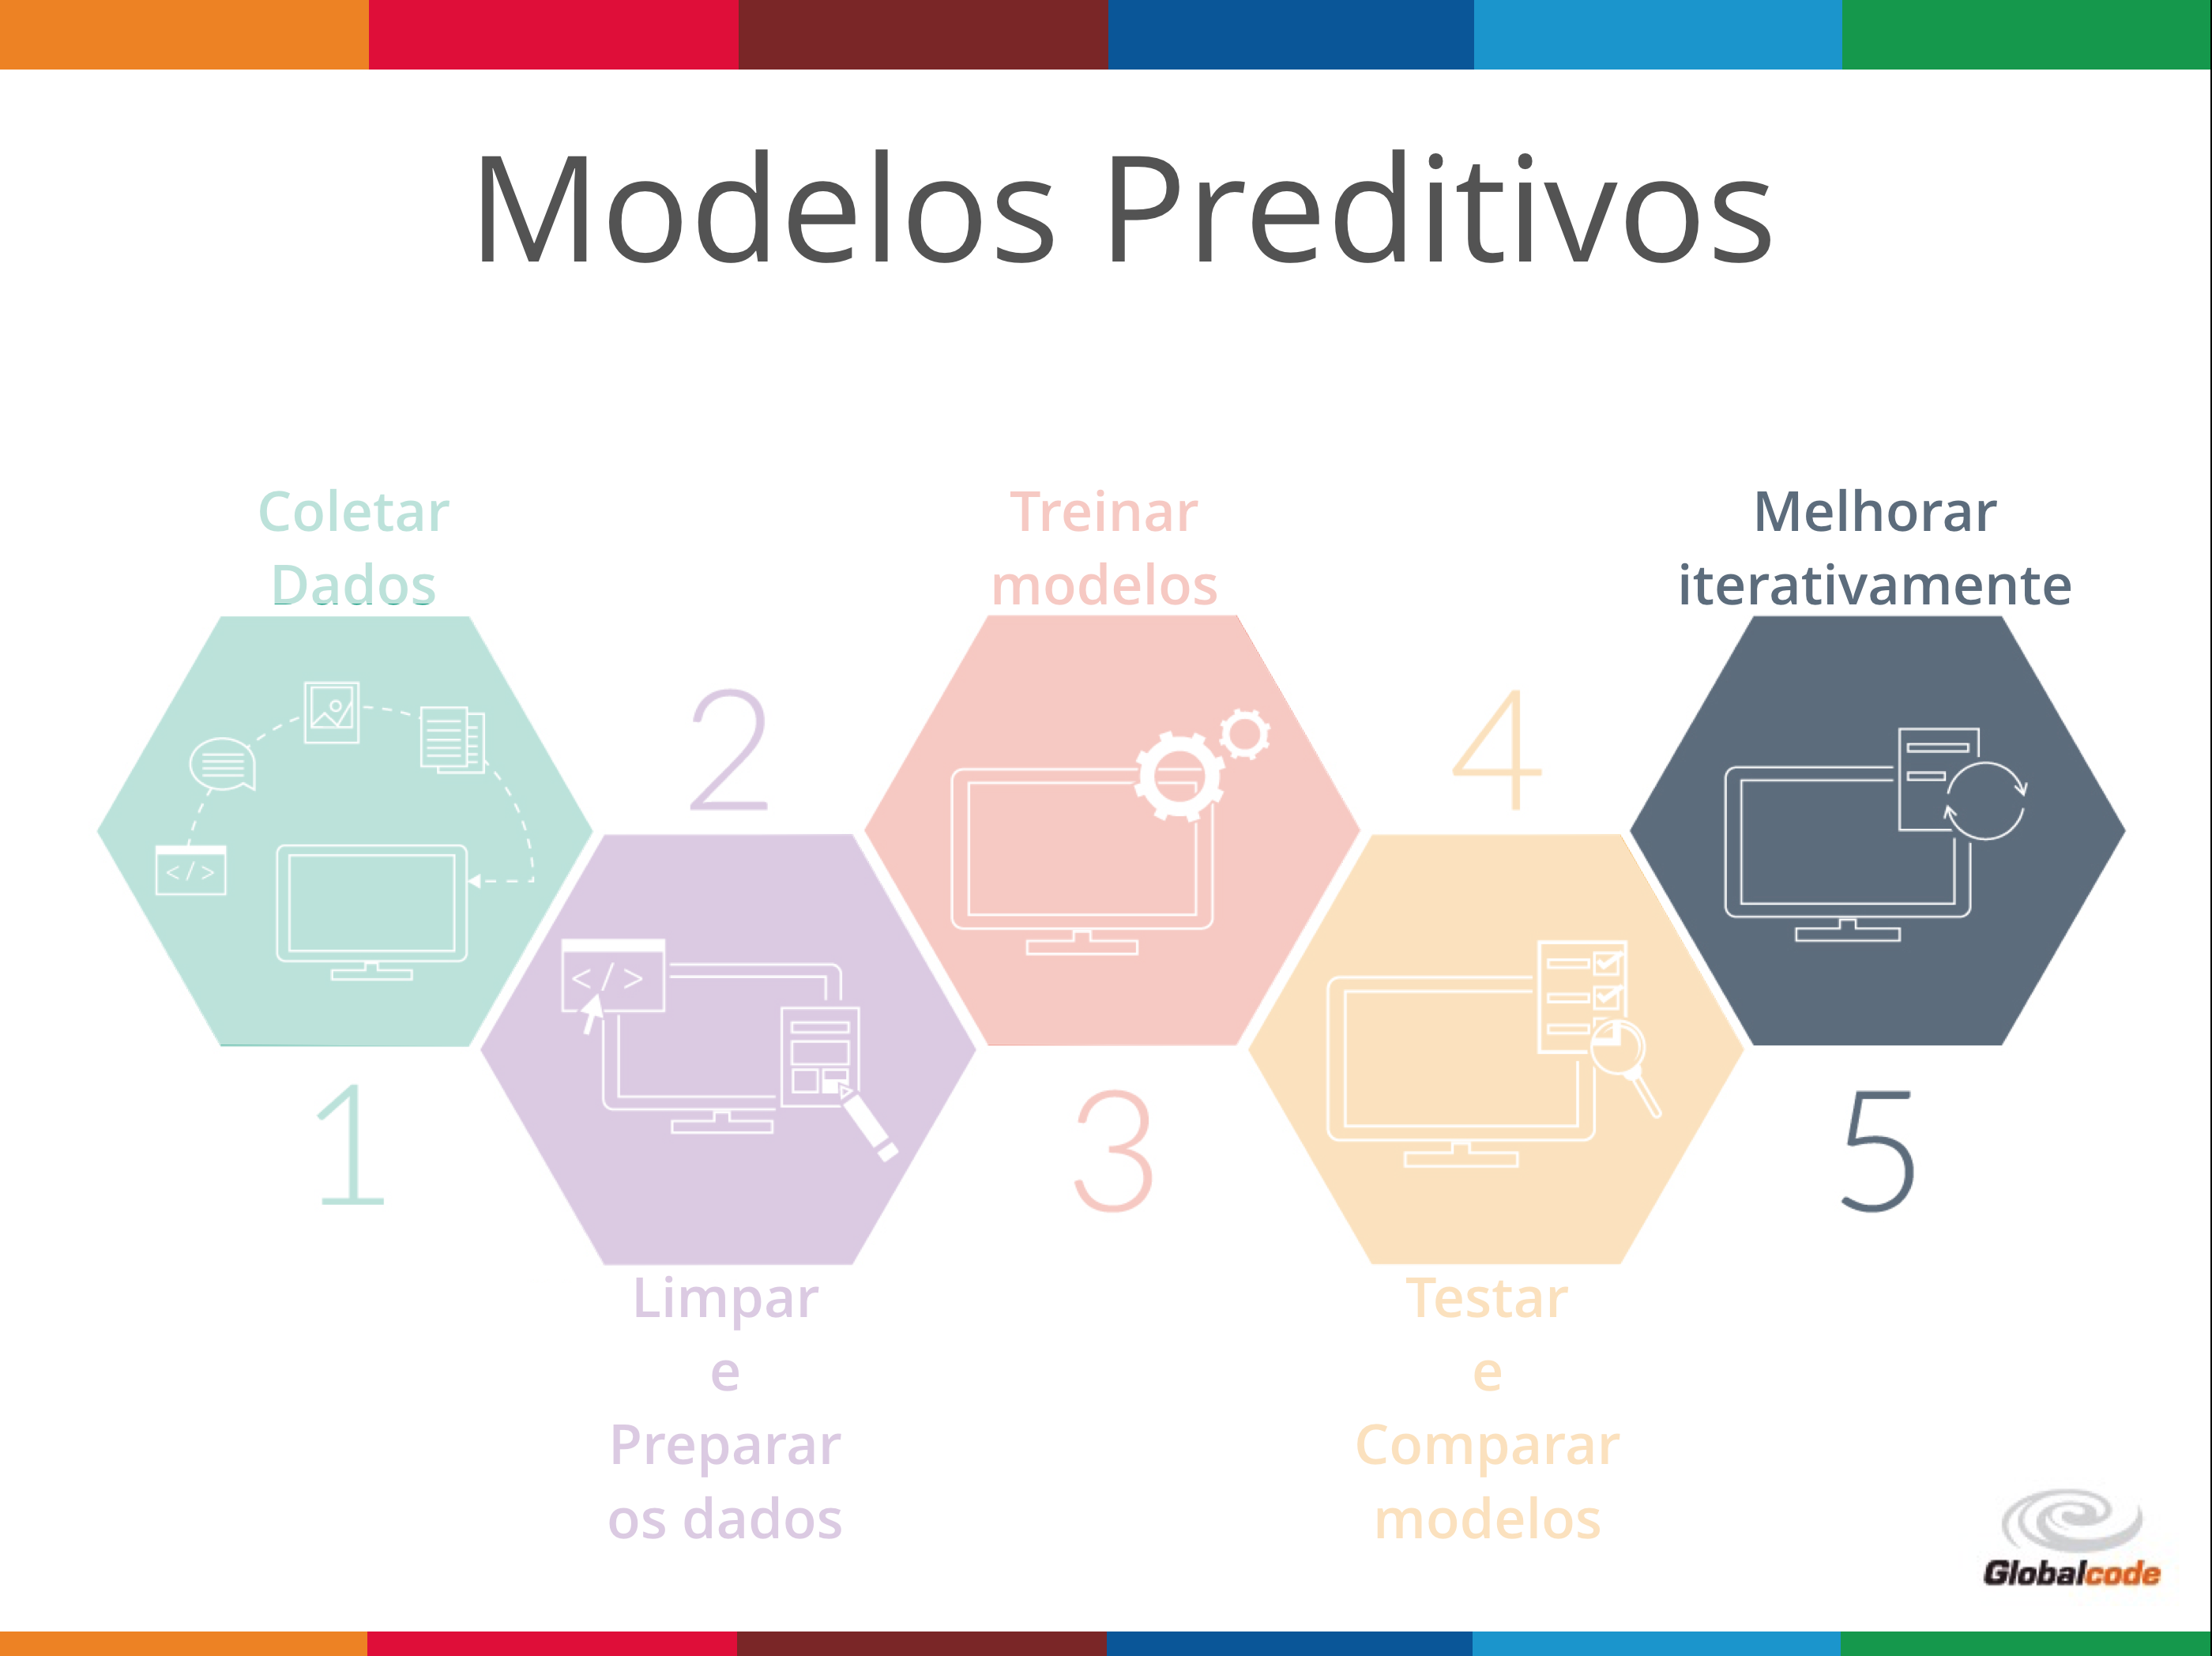 Modelos Preditivos
Coletar
Dados
1
</>
2
</>
Limpar
e
Preparar
os dados
Treinar
modelos
3
4
Testar
e
Comparar
modelos
Melhorar
iterativamente
5
Globalcode